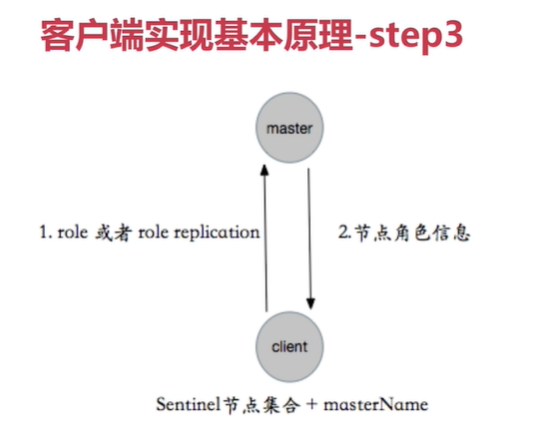 客户端实现基本原理-step3
master
1. role 或者 role replication
2.节点角色信息
client
Sentinel节点集合 + masterName